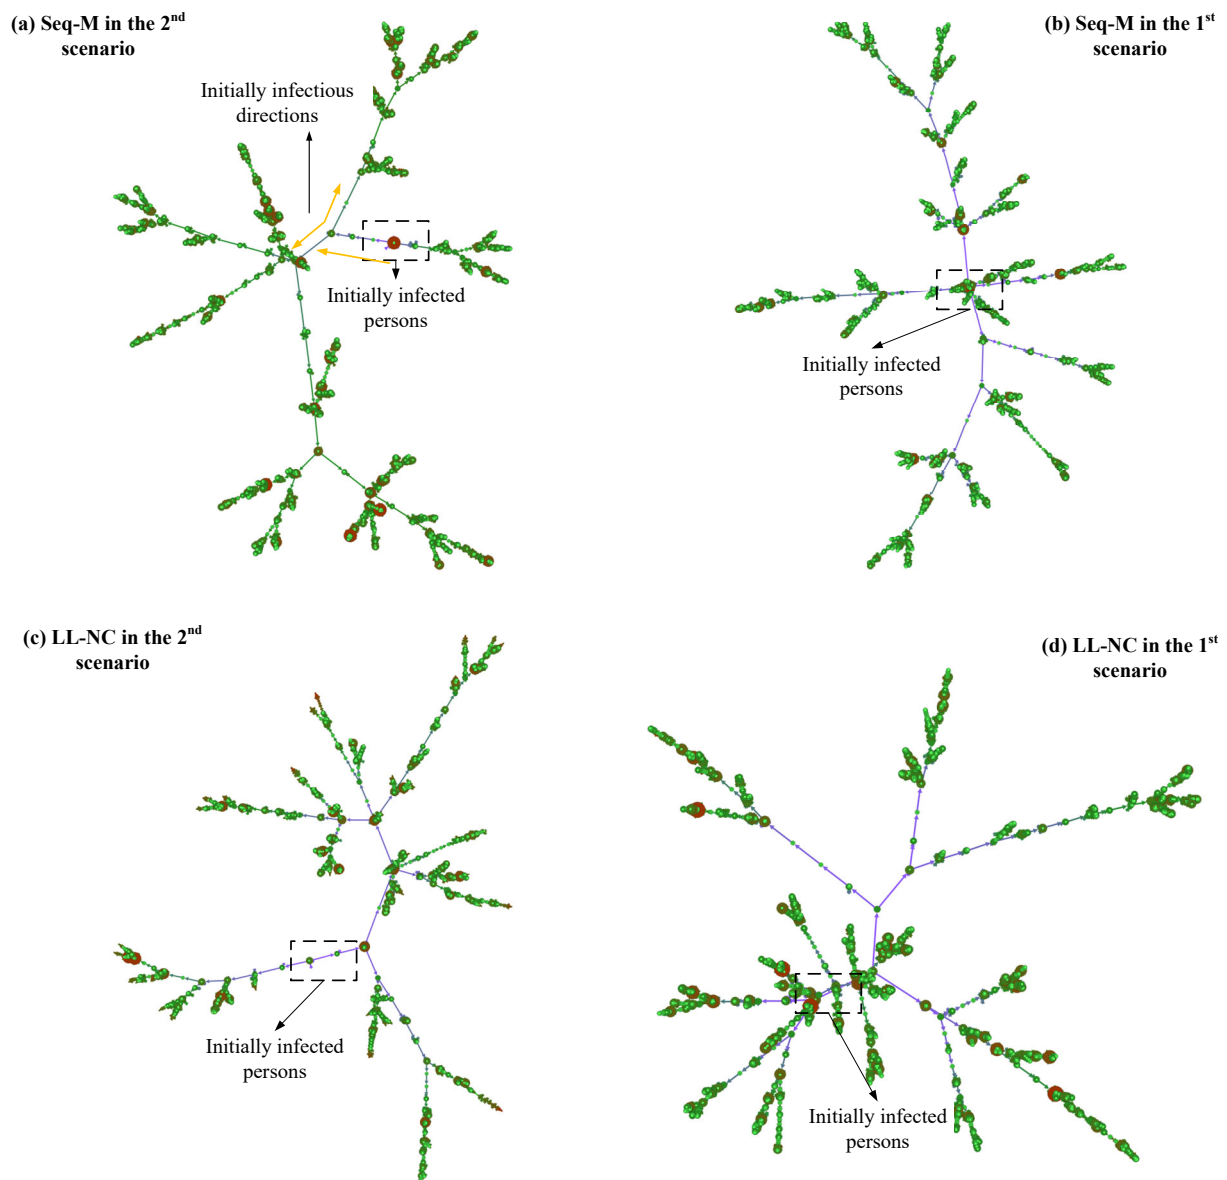 (a) Seq-M in the 2nd
scenario
Initially infectious
directions
Initially infected
persons
(b) Seq-M in the 1st
scenario
Initially infected
persons
(c) LL-NC in the 2nd
scenario
Initially infected
persons
(d) LL-NC in the 1st
scenario
Initially infected
persons